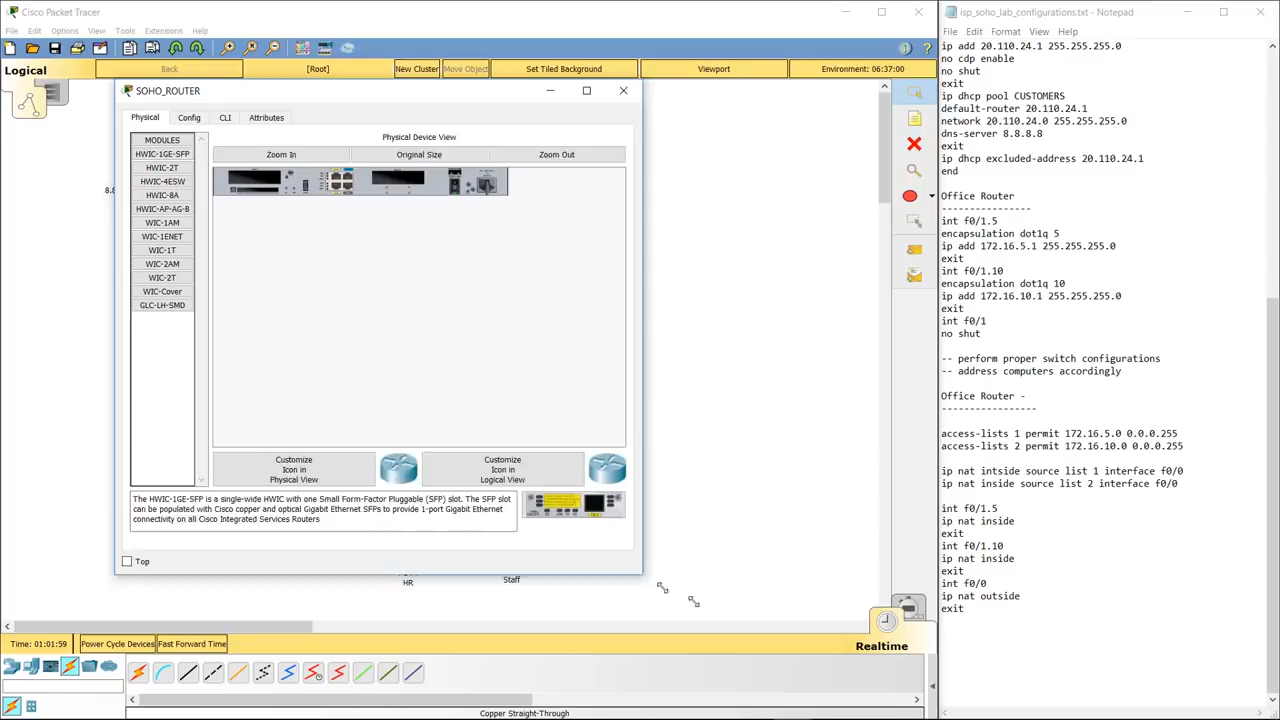 Cisco Packet Tracer
File Edit Options View Tools Extensions Help
Logical
Back
[Root]
New Cluster
Move Object
Set Tiled Background
Viewport
Environment: 06:37:00
SOHO_ROUTER
Physical
Config
CLI
Attributes
MODULES
HWIC-1GE-SFP
HWIC-2T
HWIC-4ESW
HWIC-8A
HWIC-AP-AG-B
WIC-1AM
WIC-1ENET
WIC-1T
WIC-2AM
WIC-2T
WIC-Cover
GLC-LH-SMD
Physical Device View
Zoom In
Original Size
Zoom Out
Customize
Icon in
Physical View
Customize
Icon in
Logical View
The HWIC-1GE-SFP is a single-wide HWIC with one Small Form-Factor Pluggable (SFP) slot. The SFP slot
can be populated with Cisco copper and optical Gigabit Ethernet SFPs to provide 1-port Gigabit Ethernet
connectivity on all Cisco Integrated Services Routers
Top
HR
Staff
Time: 01:01:59
Power Cycle Devices
Fast Forward Time
Realtime
Copper Straight-Through
isp_soho_lab_configurations.txt - Notepad
File Edit Format View Help
ip add 20.110.24.1 255.255.255.0
no cdp enable
no shut
exit
ip dhcp pool CUSTOMERS
default-router 20.110.24.1
network 20.110.24.0 255.255.255.0
dns-server 8.8.8.8
exit
ip dhcp excluded-address 20.110.24.1
end
Office Router
----------------
int f0/1.5
encapsulation dot1q 5
ip add 172.16.5.1 255.255.255.0
exit
int f0/1.10
encapsulation dot1q 10
ip add 172.16.10.1 255.255.255.0
exit
int f0/1
no shut
-- perform proper switch configurations
-- address computers accordingly
Office Router -
-----------------
access-lists 1 permit 172.16.5.0 0.0.0.255
access-lists 2 permit 172.16.10.0 0.0.0.255
ip nat intside source list 1 interface f0/0
ip nat inside source list 2 interface f0/0
int f0/1.5
ip nat inside
exit
int f0/1.10
ip nat inside
exit
int f0/0
ip nat outside
exit